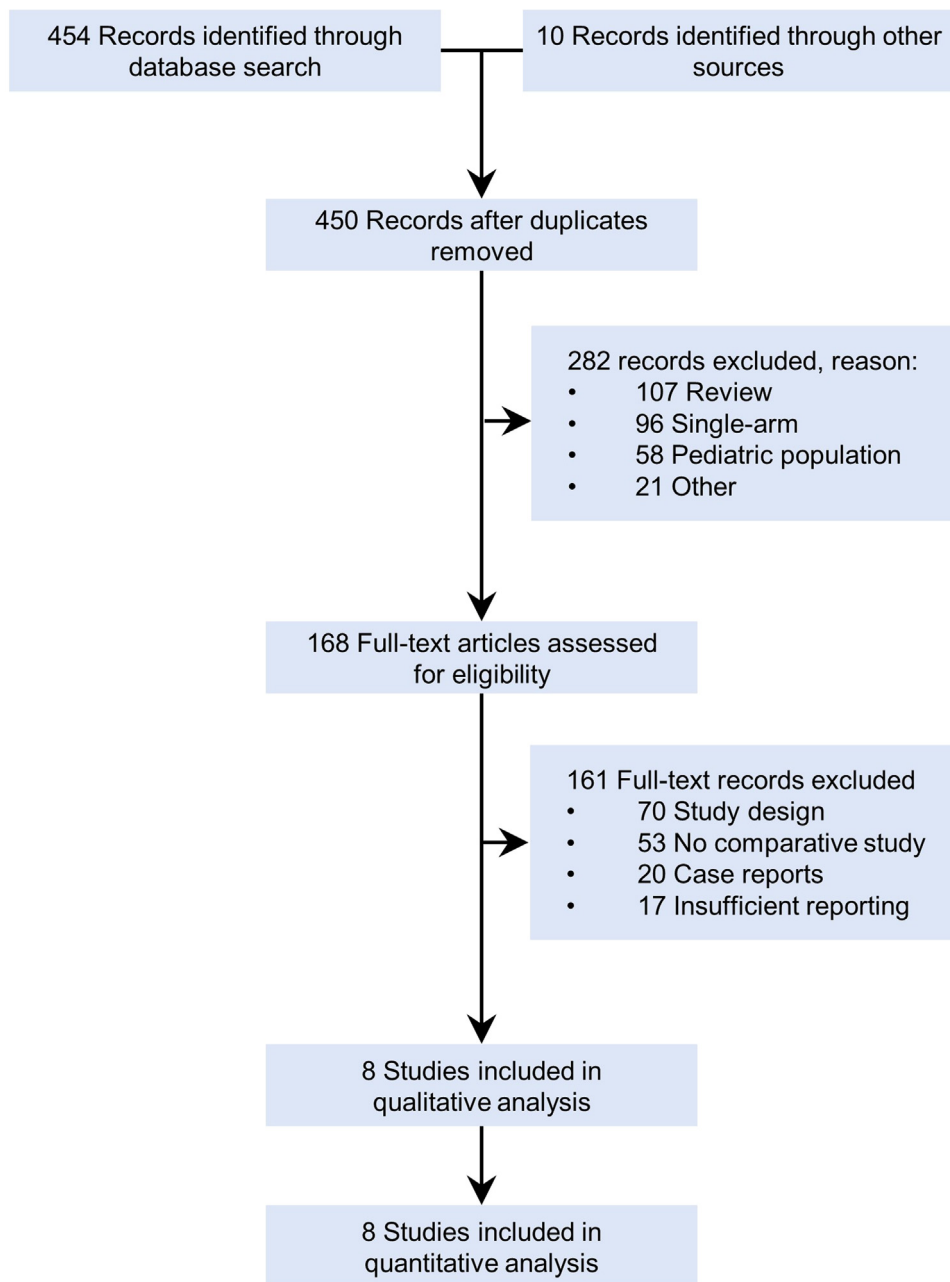 454 Records identified through
database search
10 Records identified through other
sources
450 Records after duplicates
removed
282 records excluded, reason:
• 107 Review
• 96 Single-arm
• 58 Pediatric population
• 21 Other
168 Full-text articles assessed
for eligibility
161 Full-text records excluded
• 70 Study design
• 53 No comparative study
• 20 Case reports
• 17 Insufficient reporting
8 Studies included in
qualitative analysis
8 Studies included in
quantitative analysis